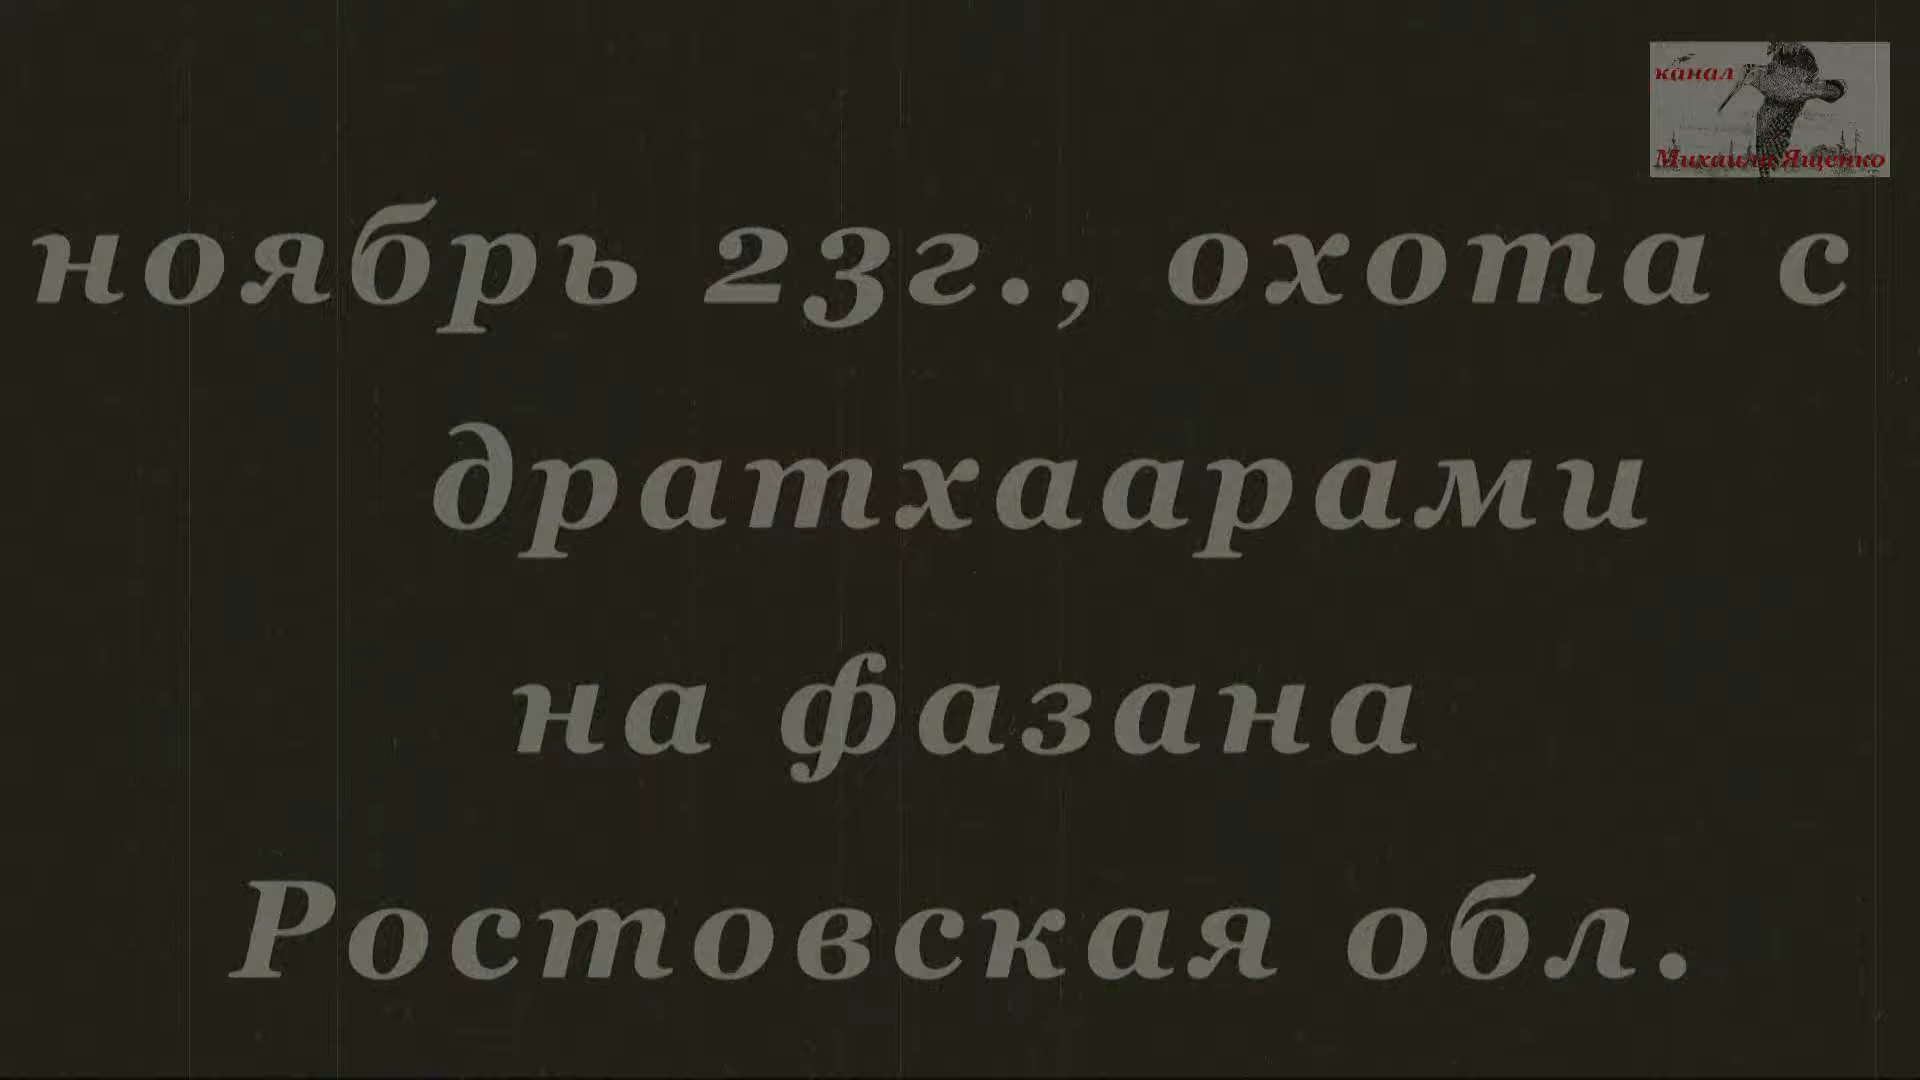 канал
Михаила Ященко
ноябрь 23г., охота с
дратхаарами
на фазана
Ростовская обл.